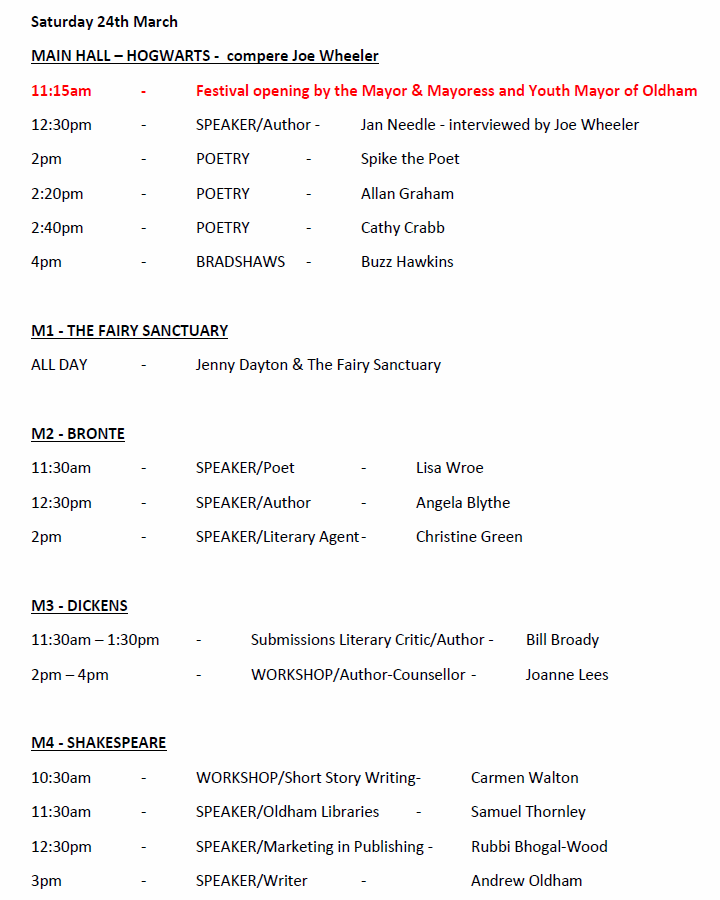 Saturday 24th March
MAIN HALL – HOGWARTS - compere Joe Wheeler
11:15am - Festival opening by the Mayor & Mayoress and Youth Mayor of Oldham
12:30pm - SPEAKER/Author - Jan Needle - interviewed by Joe Wheeler
2pm - POETRY - Spike the Poet
2:20pm - POETRY - Allan Graham
2:40pm - POETRY - Cathy Crabb
4pm - BRADSHAWS - Buzz Hawkins
M1 - THE FAIRY SANCTUARY
ALL DAY - Jenny Dayton & The Fairy Sanctuary
M2 - BRONTE
11:30am - SPEAKER/Poet - Lisa Wroe
12:30pm - SPEAKER/Author - Angela Blythe
2pm - SPEAKER/Literary Agent - Christine Green
M3 - DICKENS
11:30am – 1:30pm - Submissions Literary Critic/Author - Bill Broady
2pm – 4pm - WORKSHOP/Author-Counsellor - Joanne Lees
M4 - SHAKESPEARE
10:30am - WORKSHOP/Short Story Writing- Carmen Walton
11:30am - SPEAKER/Oldham Libraries - Samuel Thornley
12:30pm - SPEAKER/Marketing in Publishing - Rubbi Bhogal-Wood
3pm - SPEAKER/Writer - Andrew Oldham